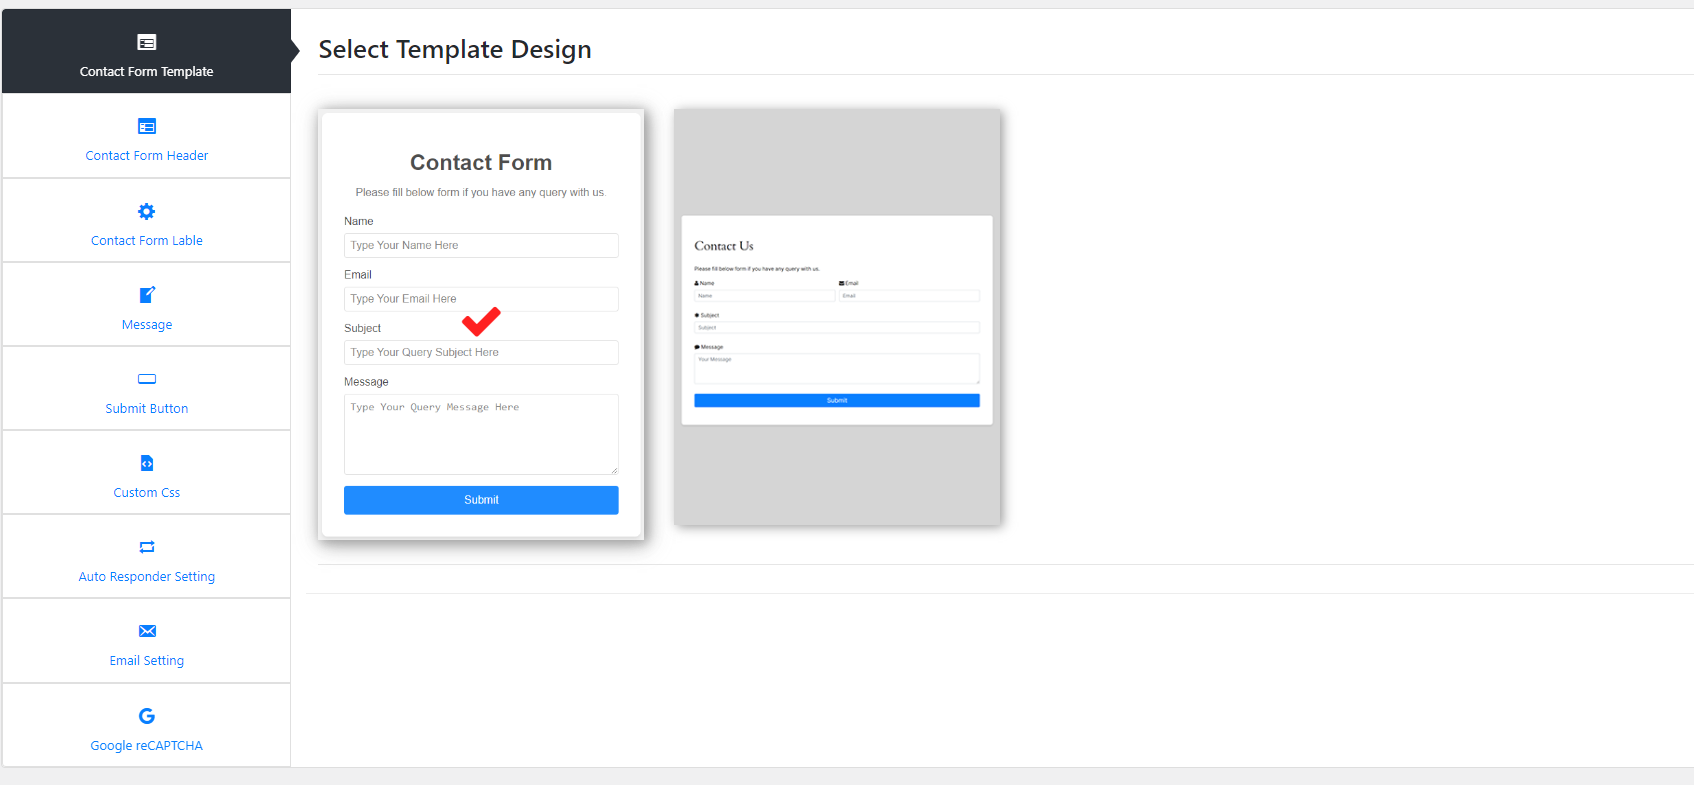 Contact Form Template
Contact Form Header
Contact Form Lable
Message
Submit Button
Custom Css
Auto Responder Setting
Email Setting
Google reCAPTCHA
Select Template Design
Contact Form
Please fill below form if you have any query with us.
Name
Type Your Name Here
Email
Type Your Email Here
Subject
Type Your Query Subject Here
Message
Type Your Query Message Here
Submit
Contact Us
Please fill below form if you have any query with us.
Name Email
Name Email
Subject
Subject
Message
Your Message
Submit